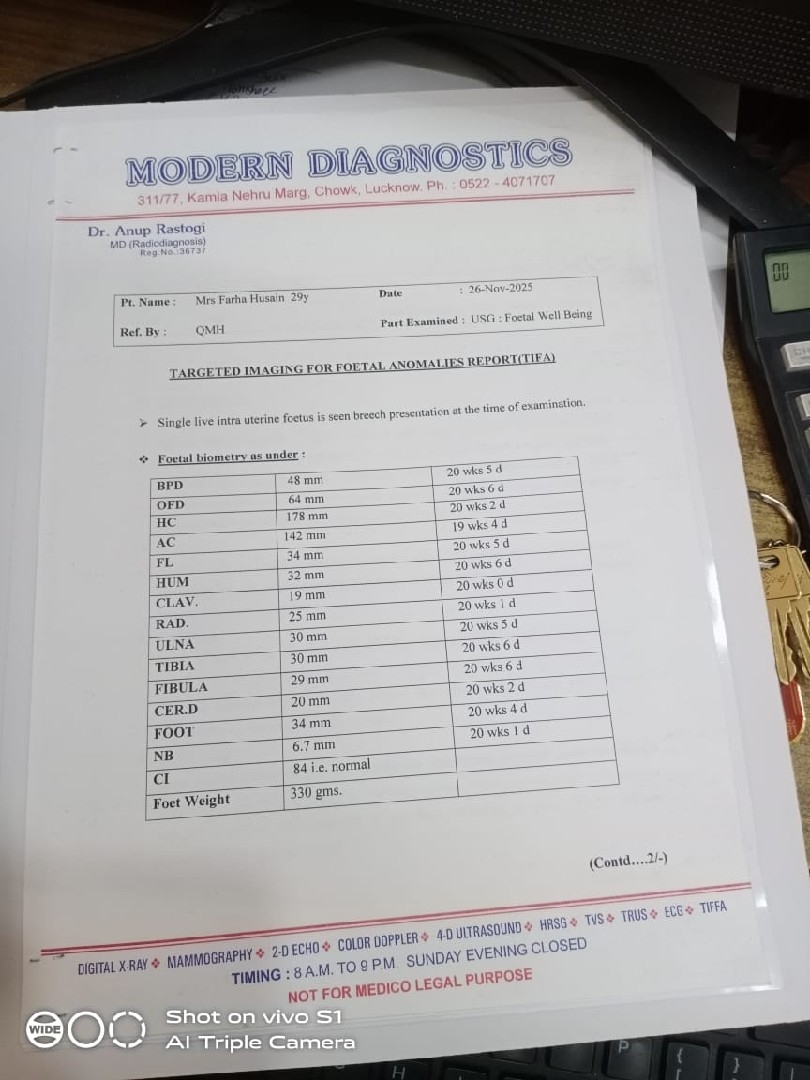 MODERN DIAGNOSTICS
311/77, Kamla Nehru Marg, Chowk, Lucknow. Ph. : 0522 - 4071707
Dr. Anup Rastogi
MD (Radiodiagnosis)
Reg.No.:36737
Pt. Name : Mrs Farha Husain 29y Date : 26-Nov-2025
Ref. By : QMH Part Examined : USG : Foetal Well Being
TARGETED IMAGING FOR FOETAL ANOMALIES REPORT(TIFA)
➢ Single live intra uterine foetus is seen breech presentation at the time of examination.
❖ Foetal biometry as under :
BPD 48 mm 20 wks 5 d
OFD 64 mm 20 wks 6 d
HC 178 mm 20 wks 2 d
AC 142 mm 19 wks 4 d
FL 34 mm 20 wks 5 d
HUM 32 mm 20 wks 6 d
CLAV. 19 mm 20 wks 0 d
RAD. 25 mm 20 wks 1 d
ULNA 30 mm 20 wks 5 d
TIBIA 30 mm 20 wks 6 d
FIBULA 29 mm 20 wks 6 d
CER.D 20 mm 20 wks 2 d
FOOT 34 mm 20 wks 4 d
NB 6.7 mm 20 wks 1 d
CI 84 i.e. normal
Foet Weight 330 gms.
(Contd....2/-)
DIGITAL X-RAY ❖ MAMMOGRAPHY ❖ 2-D ECHO ❖ COLOR DOPPLER ❖ 4-D ULTRASOUND ❖ HRSG ❖ TVS ❖ TRUS ❖ ECG ❖ TIFFA
TIMING : 8 A.M. TO 9 P.M. SUNDAY EVENING CLOSED
NOT FOR MEDICO LEGAL PURPOSE
WIDE
Shot on vivo S1
AI Triple Camera
00
P
{
}
H